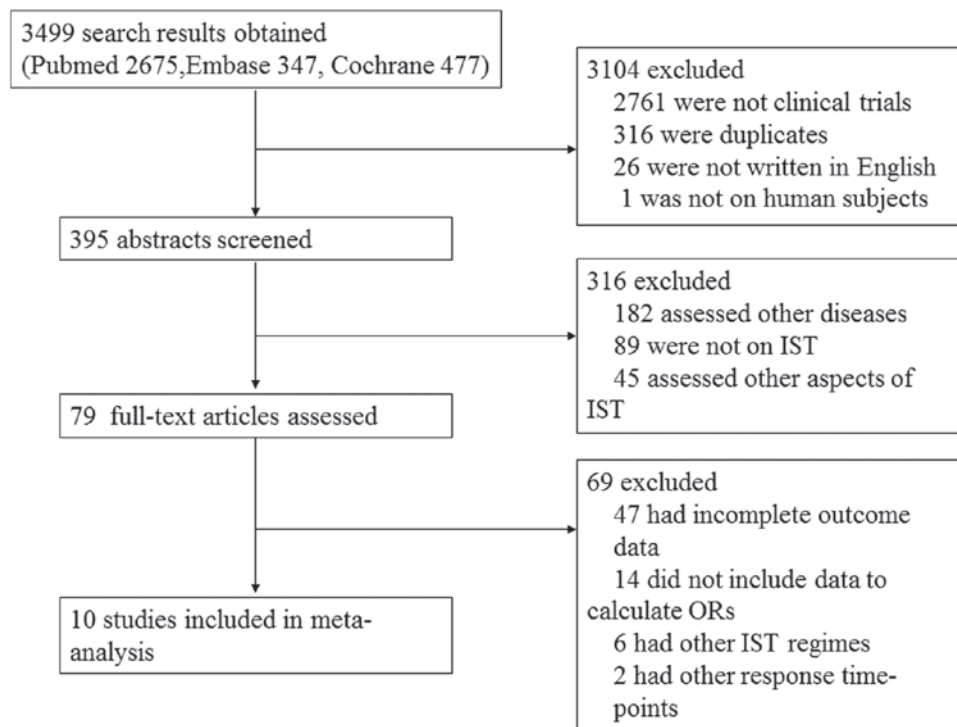 3499 search results obtained
(Pubmed 2675,Embase 347, Cochrane 477)
3104 excluded
2761 were not clinical trials
316 were duplicates
26 were not written in English
1 was not on human subjects
395 abstracts screened
316 excluded
182 assessed other diseases
89 were not on IST
45 assessed other aspects of
IST
79 full-text articles assessed
69 excluded
47 had incomplete outcome
data
14 did not include data to
calculate ORs
6 had other IST regimes
2 had other response time-
points
10 studies included in meta-
analysis